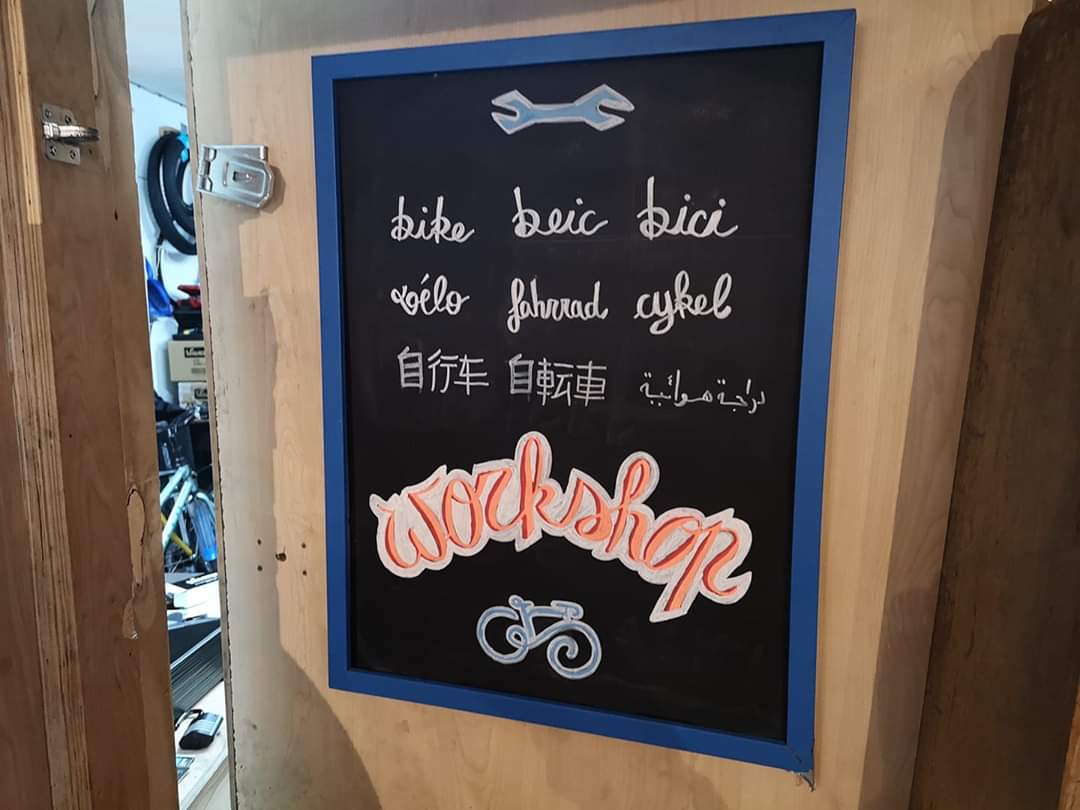 bike beic bici
vélo fahrrad cykel
自行车 自転車 دراجة هوائية
workshop